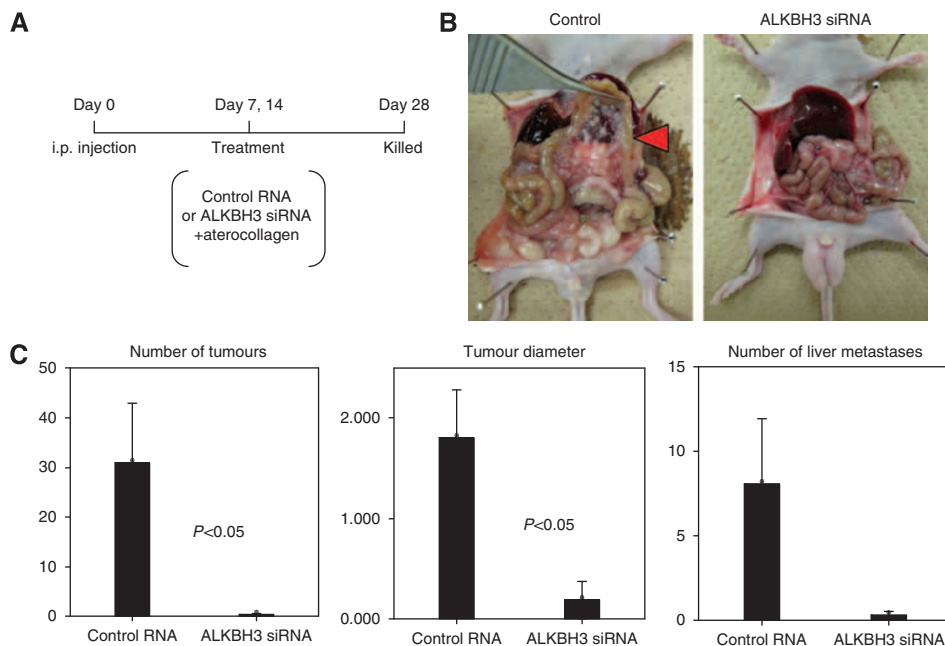 A
Day 0
Day 7, 14
Day 28
i.p. injection
Treatment
Killed
Control RNA
or ALKBH3 siRNA
+aterocollagen
B
Control
ALKBH3 siRNA
C
Number of tumours
50
40
30
20
10
0
P<0.05
Control RNA
ALKBH3 siRNA
Tumour diameter
2.000
1.000
0.000
P<0.05
Control RNA
ALKBH3 siRNA
Number of liver metastases
15
10
5
0
Control RNA
ALKBH3 siRNA